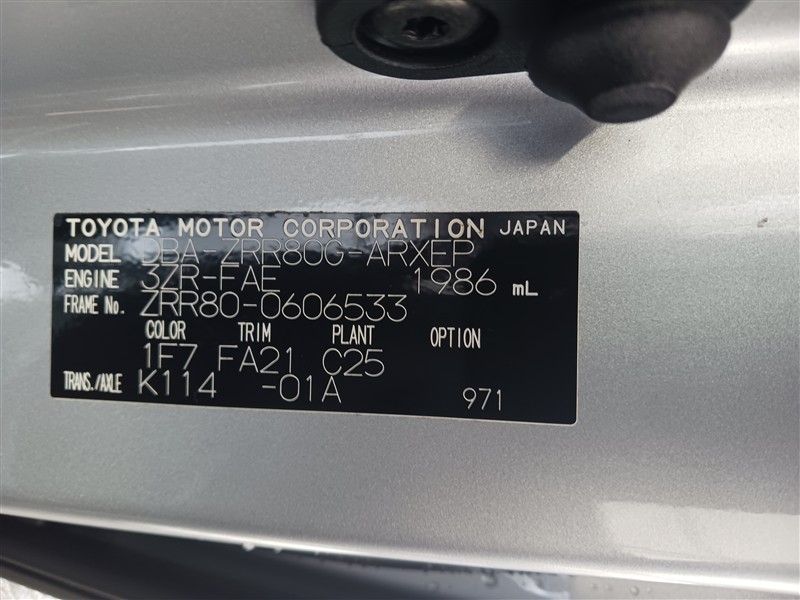 TOYOTA MOTOR CORPORATION JAPAN
MODEL DBA-ZRR80G-ARXEP
ENGINE 3ZR-FAE 1986 mL
FRAME No. ZRR80-0606533
COLOR TRIM PLANT OPTION
1F7 FA21 C25
TRANS./AXLE K114 -01A 971